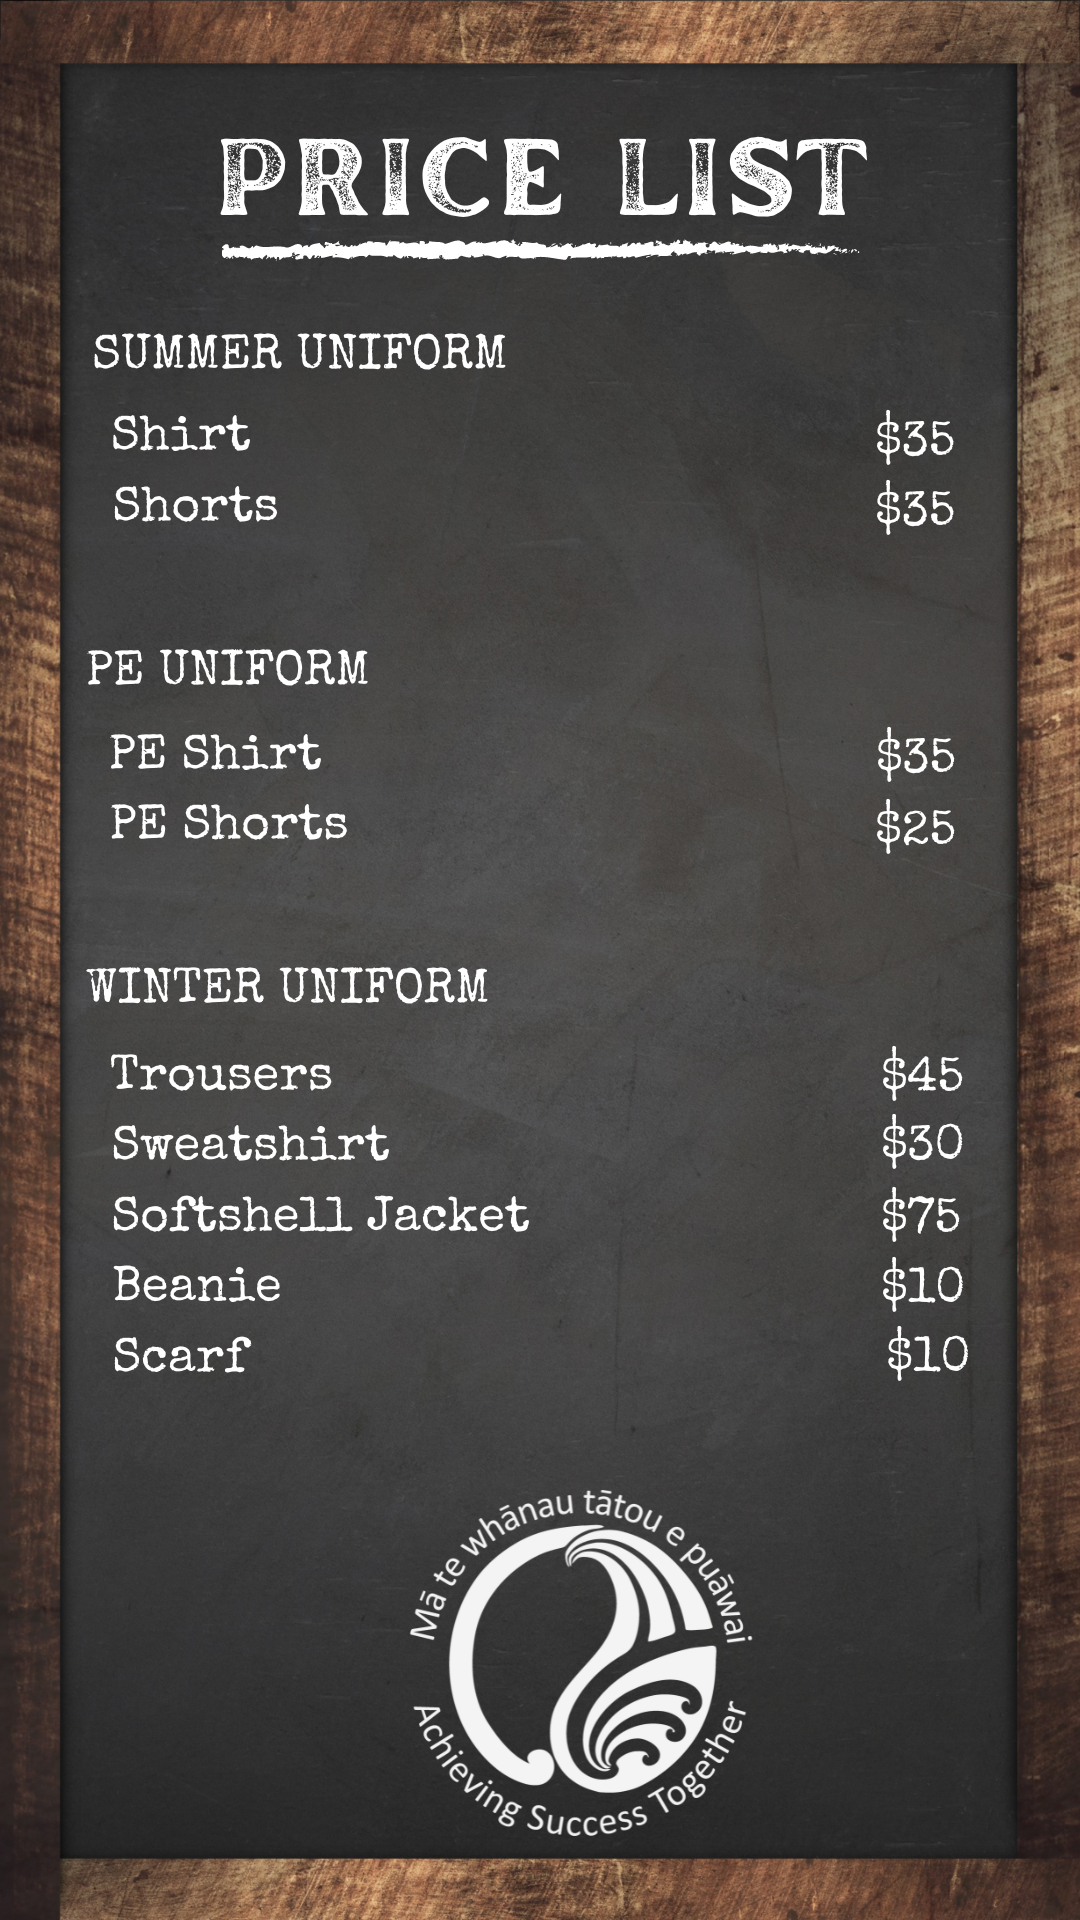 PRICE LIST
SUMMER UNIFORM
Shirt $35
Shorts $35
PE UNIFORM
PE Shirt $35
PE Shorts $25
WINTER UNIFORM
Trousers $45
Sweatshirt $30
Softshell Jacket $75
Beanie $10
Scarf $10
Mā te whānau tātou e puāwai
Achieving Success Together